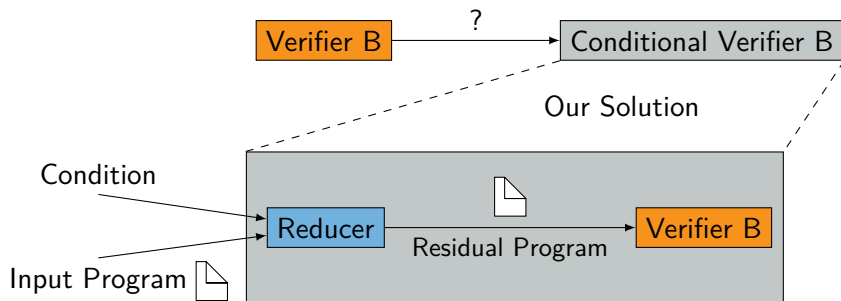 ?
Verifier B
Conditional Verifier B
Our Solution
Condition
Reducer
Residual Program
Verifier B
Input Program